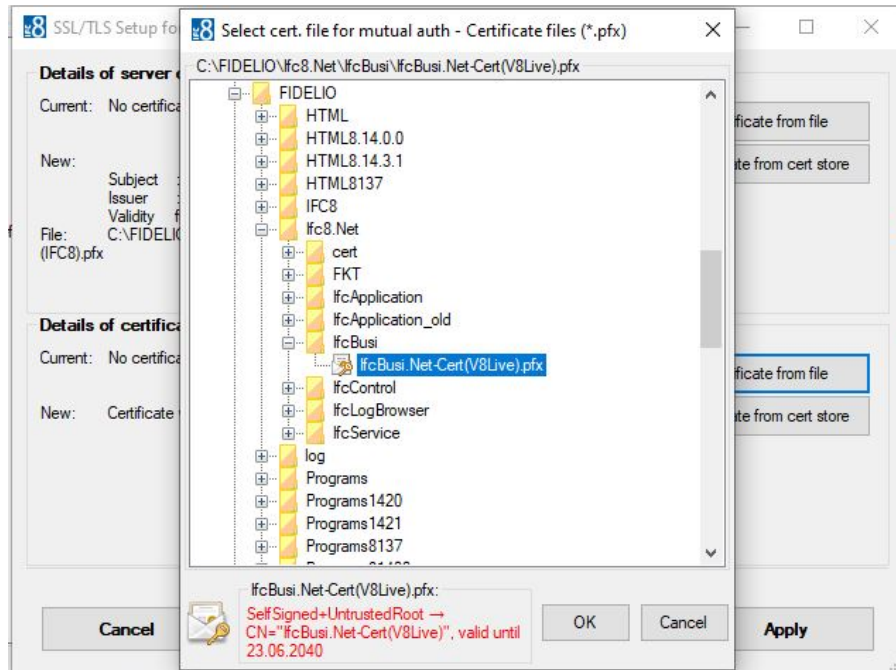 SSL/TLS Setup fo
Select cert. file for mutual auth - Certificate files (*.pfx)
C:\FIDELIO\Ifc8.Net\IfcBusi\IfcBusi.Net-Cert(V8Live).pfx
Details of server
Current: No certifica
New:
Subject :
Issuer :
Validity f
File: C:\FIDELIO
(IFC8).pfx
ificate from file
ate from cert store
FIDELIO
HTML
HTML8.14.0.0
HTML8.14.3.1
HTML8137
IFC8
Ifc8.Net
cert
FKT
IfcApplication
IfcApplication_old
IfcBusi
IfcBusi.Net-Cert(V8Live).pfx
IfcControl
IfcLogBrowser
IfcService
log
Programs
Programs1420
Programs1421
Programs8137
Details of certifica
Current: No certifica
New: Certificate
ificate from file
ate from cert store
IfcBusi.Net-Cert(V8Live).pfx:
SelfSigned+UntrustedRoot →
CN="IfcBusi.Net-Cert(V8Live)", valid until
23.06.2040
OK
Cancel
Cancel
Apply